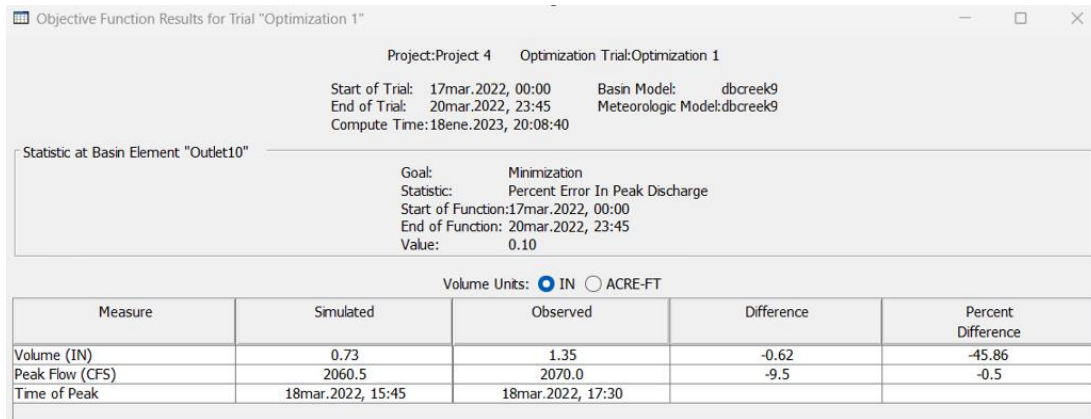 Objective Function Results for Trial "Optimization 1"
Project:Project 4 Optimization Trial:Optimization 1
Start of Trial: 17mar.2022, 00:00 Basin Model: dbcreek9
End of Trial: 20mar.2022, 23:45 Meteorologic Model:dbcreek9
Compute Time:18ene.2023, 20:08:40
Statistic at Basin Element "Outlet10"
Goal: Minimization
Statistic: Percent Error In Peak Discharge
Start of Function:17mar.2022, 00:00
End of Function: 20mar.2022, 23:45
Value: 0.10
Volume Units: IN ACRE-FT
Measure Simulated Observed Difference Percent
Difference
Volume (IN) 0.73 1.35 -0.62 -45.86
Peak Flow (CFS) 2060.5 2070.0 -9.5 -0.5
Time of Peak 18mar.2022, 15:45 18mar.2022, 17:30